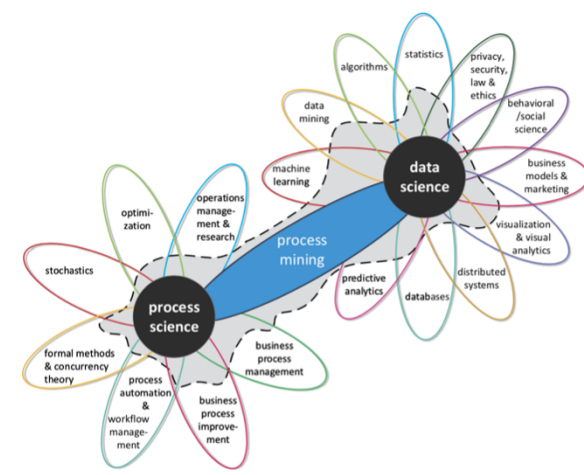 statistics
algorithms
privacy,
security,
law &
ethics
data
mining
behavioral
/social
science
machine
learning
data
science
business
models &
marketing
visualization
& visual
analytics
distributed
systems
databases
predictive
analytics
process
mining
operations
manage-
ment &
research
optimi-
zation
stochastics
process
science
formal methods
& concurrency
theory
process
automation
&
workflow
manage-
ment
business
process
improve-
ment
business
process
management